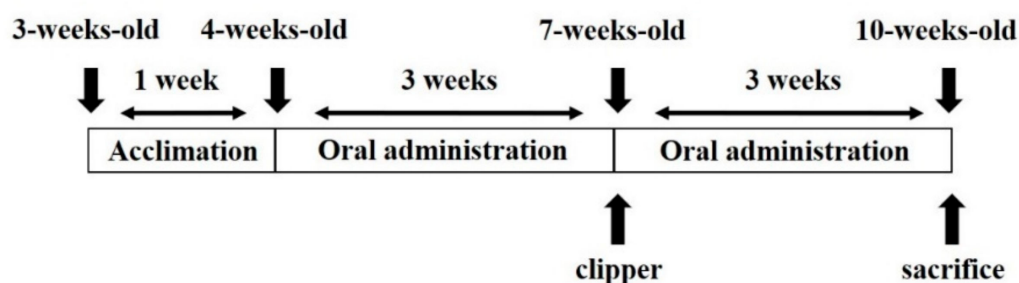 3-weeks-old 4-weeks-old 7-weeks-old 10-weeks-old
1 week 3 weeks 3 weeks
Acclimation Oral administration Oral administration
clipper sacrifice